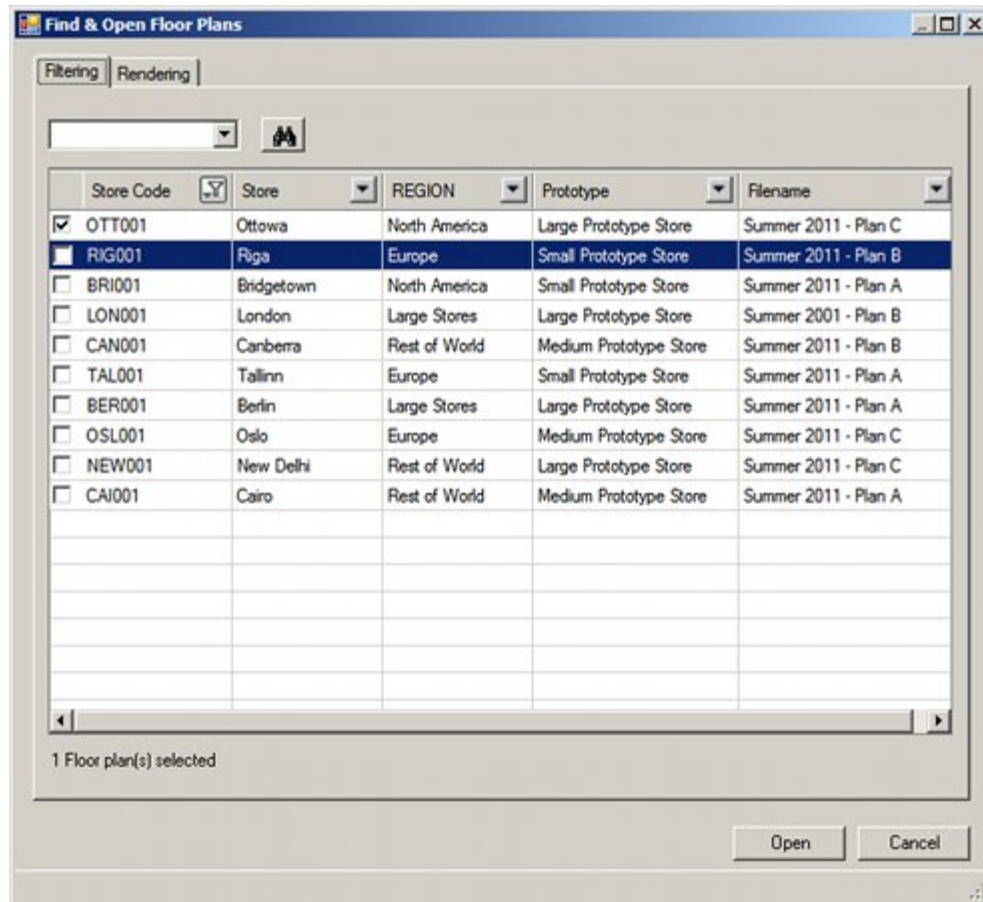 Find & Open Floor Plans
Filtering Rendering
Store Code Store REGION Prototype Filename
OTT001 Ottowa North America Large Prototype Store Summer 2011 - Plan C
RIG001 Riga Europe Small Prototype Store Summer 2011 - Plan B
BRI001 Bridgetown North America Small Prototype Store Summer 2011 - Plan A
LON001 London Large Stores Large Prototype Store Summer 2001 - Plan B
CAN001 Canberra Rest of World Medium Prototype Store Summer 2011 - Plan B
TAL001 Tallinn Europe Small Prototype Store Summer 2011 - Plan A
BER001 Berlin Large Stores Large Prototype Store Summer 2011 - Plan A
OSL001 Oslo Europe Medium Prototype Store Summer 2011 - Plan C
NEW001 New Delhi Rest of World Large Prototype Store Summer 2011 - Plan C
CAI001 Cairo Rest of World Medium Prototype Store Summer 2011 - Plan A
1 Floor plan(s) selected
Open Cancel